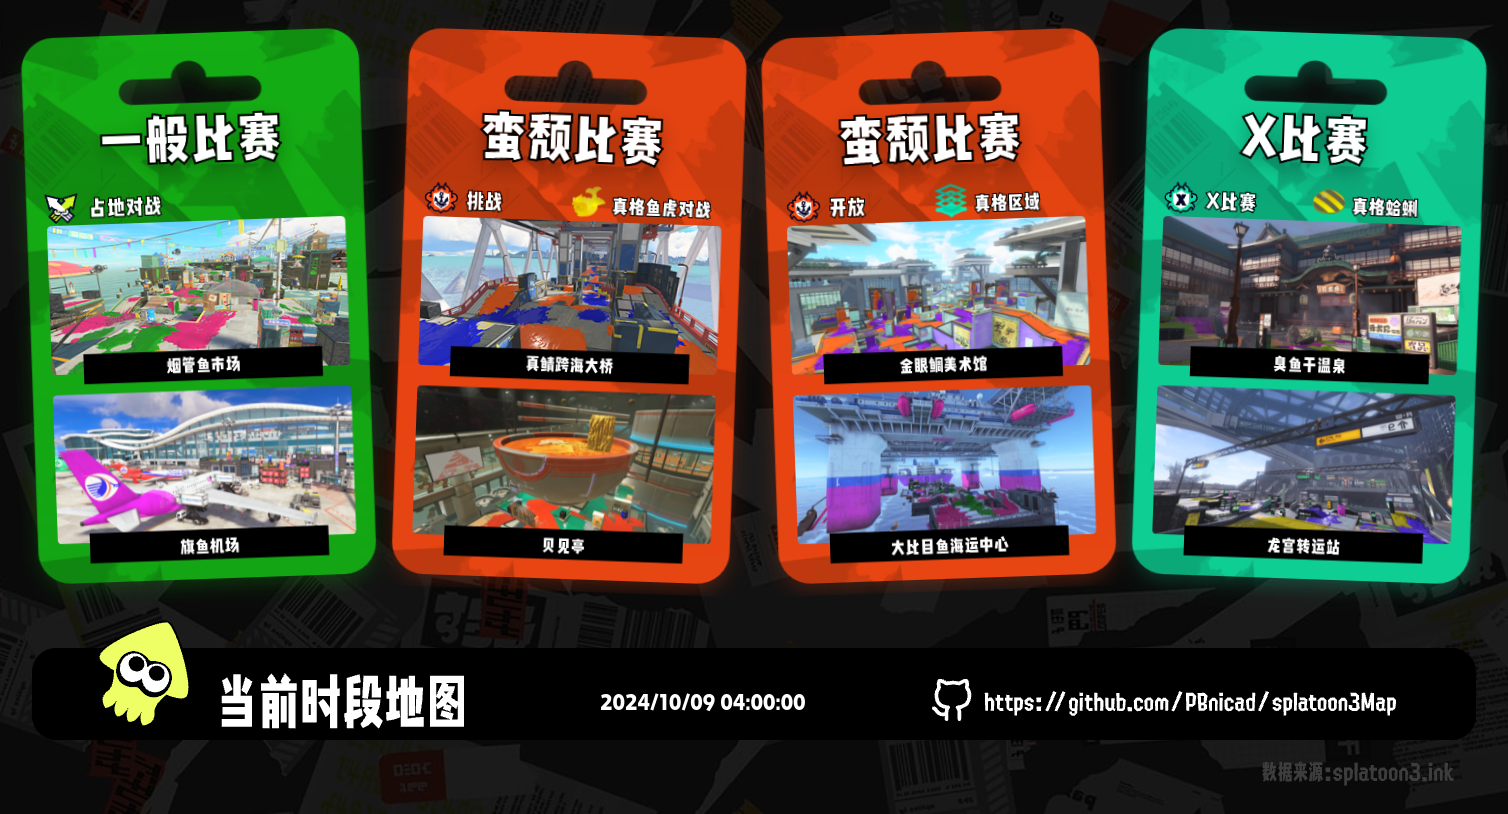 一般比赛
占地对战
烟管鱼市场
旗鱼机场
蛮颓比赛
挑战
真格鱼虎对战
真鲭跨海大桥
贝见亭
蛮颓比赛
开放
真格区域
金眼鲷美术馆
大比目鱼海运中心
X比赛
X比赛
真格蛤蜊
臭鱼干温泉
龙宫转运站
当前时段地图
2024/10/09 04:00:00
https://github.com/PBnicad/splatoon3Map
数据来源:splatoon3.ink